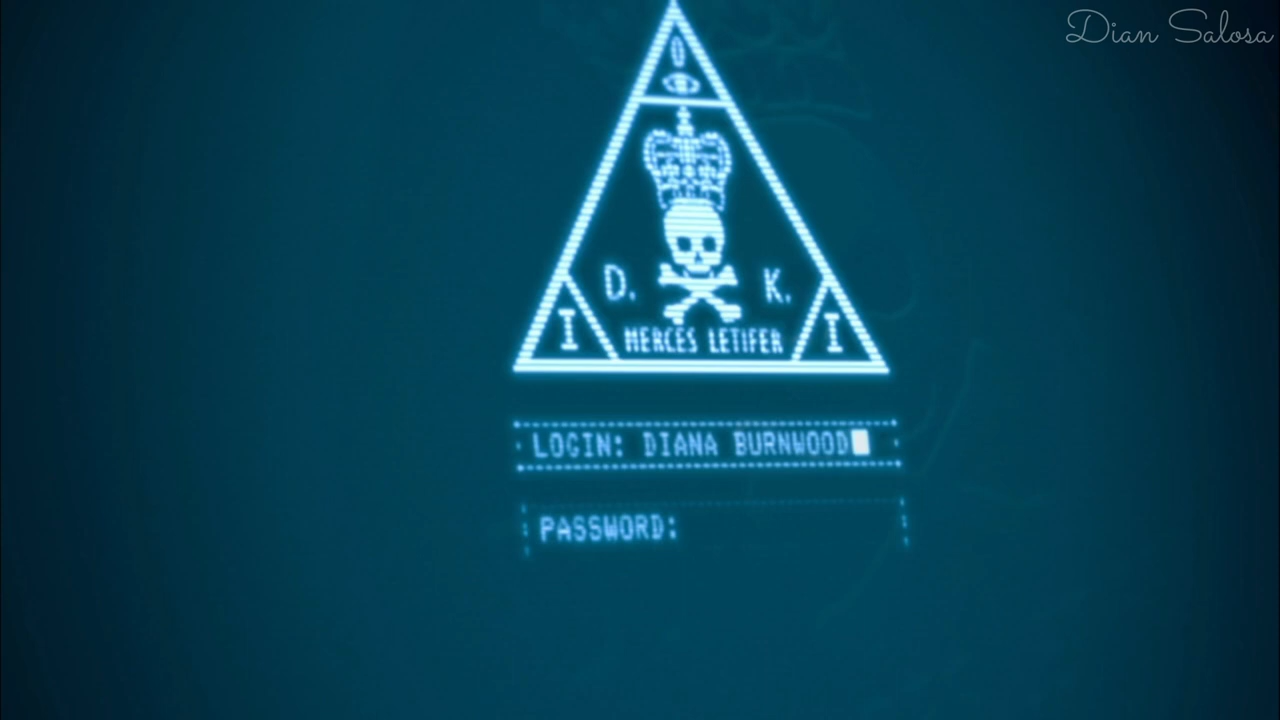 Dian Salosa
D. K.
I MERCES LETIFER I
LOGIN: DIANA BURNWOOD
PASSWORD: